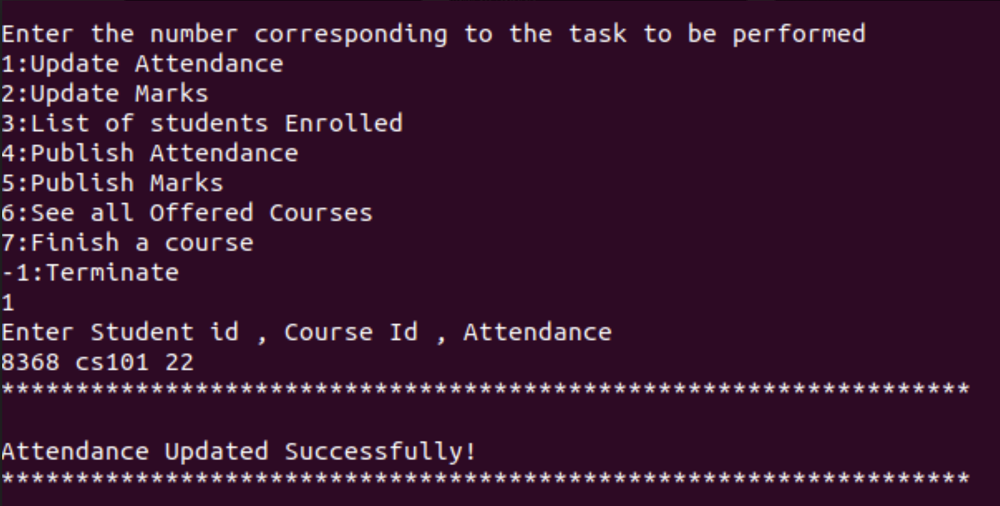 Enter the number corresponding to the task to be performed
1:Update Attendance
2:Update Marks
3:List of students Enrolled
4:Publish Attendance
5:Publish Marks
6:See all Offered Courses
7:Finish a course
-1:Terminate
1
Enter Student id , Course Id , Attendance
8368 cs101 22
*****************************************************************
Attendance Updated Successfully!
*****************************************************************